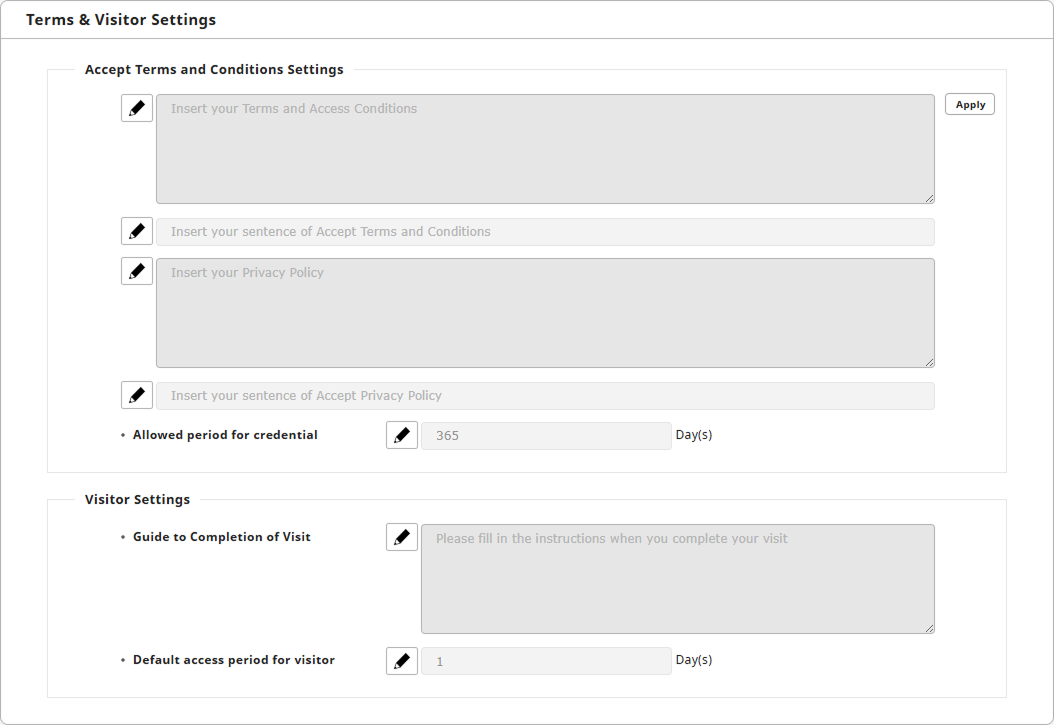 Terms & Visitor Settings
Accept Terms and Conditions Settings
Insert your Terms and Access Conditions
Apply
Insert your sentence of Accept Terms and Conditions
Insert your Privacy Policy
Insert your sentence of Accept Privacy Policy
• Allowed period for credential 365 Day(s)
Visitor Settings
• Guide to Completion of Visit Please fill in the instructions when you complete your visit
• Default access period for visitor 1 Day(s)